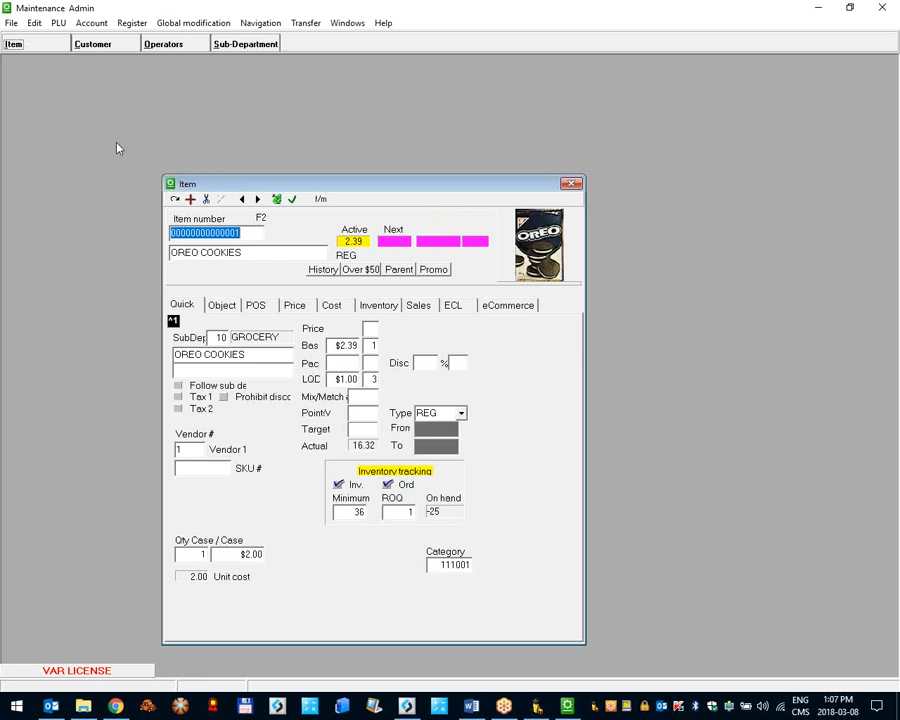 Maintenance Admin
File Edit PLU Account Register Global modification Navigation Transfer Windows Help
Item Customer Operators Sub-Department
Item
f/m
Item number F2
00000000000001
Active Next
2.39
OREO COOKIES
REG
OREO
History Over $50 Parent Promo
Quick Object POS Price Cost Inventory Sales ECL eCommerce
^1
Price
SubDep 10 GROCERY
Bas $2.39 1
OREO COOKIES
Pac Disc %
LQD $1.00 3
Follow sub de
Tax 1 Prohibit disco
Mix/Match #
Tax 2
Point/V Type REG
Target From
Vendor #
1 Vendor 1
Actual 16.32 To
SKU #
Inventory tracking
Inv. Ord
Minimum ROQ On hand
36 1 -25
Qty Case / Case
1 $2.00
Category
111001
2.00 Unit cost
VAR LICENSE
ENG 1:07 PM
CMS 2018-03-08